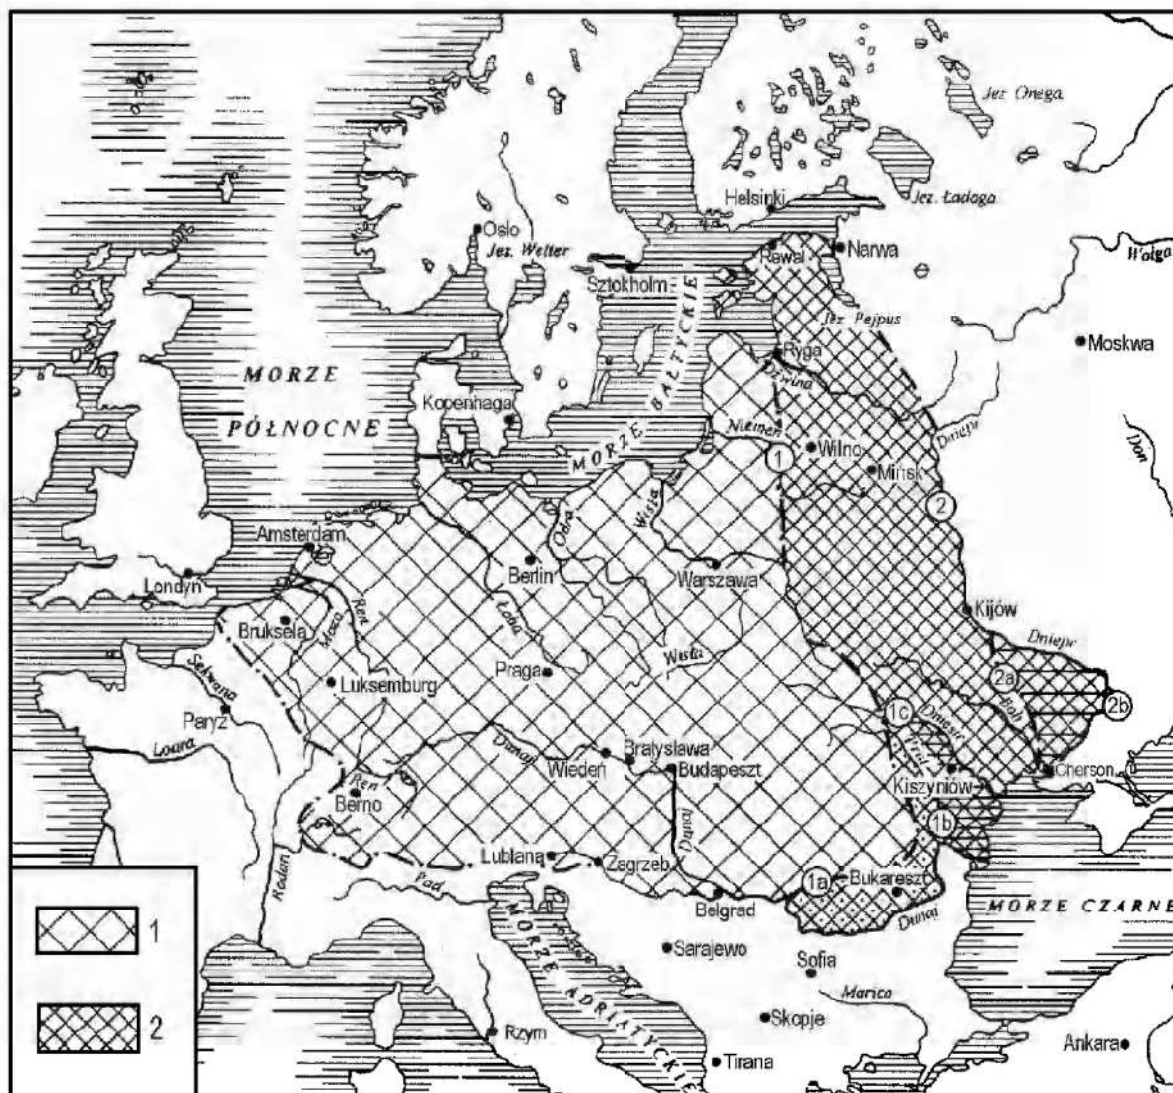 Jez Onega
Helsinki
Jez. Ładoga
Oslo
Jez. Wetter
Rewal
Narwa
Wołga
Sztokholm
Jez Pejpus
Moskwa
MORZE
PÓŁNOCNE
Kopenhaga
MORZE BAŁTYCKIE
Ryga
Dźwina
Niemen
Dniepr
Don
1
Wilno
Mińsk
2
Amsterdam
Odra
Wisła
Londyn
Berlin
Warszawa
Bruksela
Moza
Ren
Łaba
Kijów
Dniepr
Sekwana
Luksemburg
Praga
Wisła
2a
Boh
2b
Paryż
1c
Dniestr
Loara
Dunaj
Bratysława
Prut
Wiedeń
Budapeszt
Cherson
Ren
Kiszyniów
Berno
Dunaj
1b
Lublana
Zagrzeb
1a
Bukareszt
Rodan
Pad
Belgrad
Dunaj
MORZE CZARNE
1
MORZE ADRIATYCKIE
Sarajewo
Sofia
Marica
2
Skopje
Rzym
Ankara
Tirana